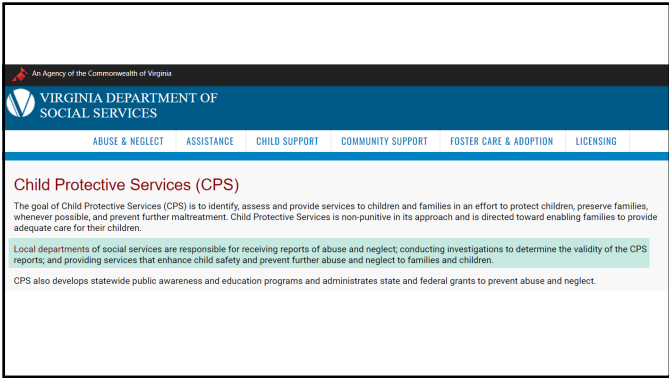 An Agency of the Commonwealth of Virginia
VIRGINIA DEPARTMENT OF
SOCIAL SERVICES
ABUSE & NEGLECT ASSISTANCE CHILD SUPPORT COMMUNITY SUPPORT FOSTER CARE & ADOPTION LICENSING
Child Protective Services (CPS)
The goal of Child Protective Services (CPS) is to identify, assess and provide services to children and families in an effort to protect children, preserve families,
whenever possible, and prevent further maltreatment. Child Protective Services is non-punitive in its approach and is directed toward enabling families to provide
adequate care for their children.
Local departments of social services are responsible for receiving reports of abuse and neglect; conducting investigations to determine the validity of the CPS
reports; and providing services that enhance child safety and prevent further abuse and neglect to families and children.
CPS also develops statewide public awareness and education programs and administrates state and federal grants to prevent abuse and neglect.